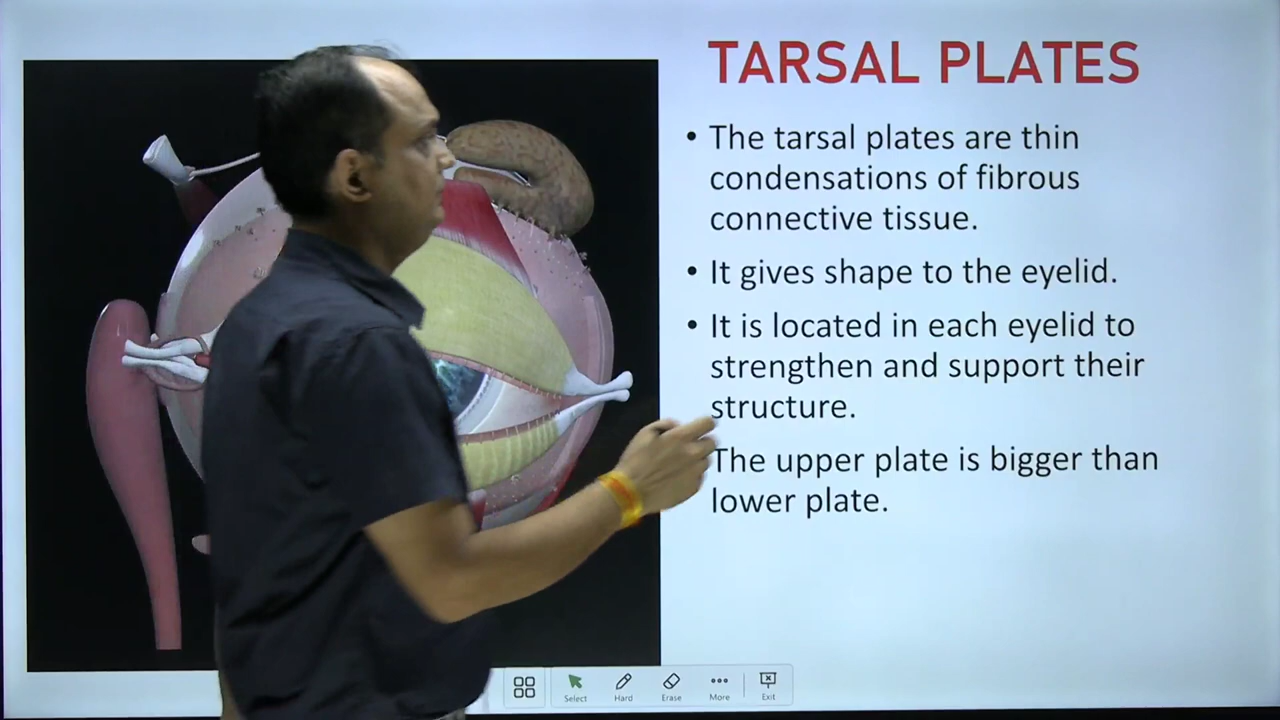 TARSAL PLATES
• The tarsal plates are thin
condensations of fibrous
connective tissue.
• It gives shape to the eyelid.
• It is located in each eyelid to
strengthen and support their
structure.
The upper plate is bigger than
lower plate.
Select Hard Erase More Exit